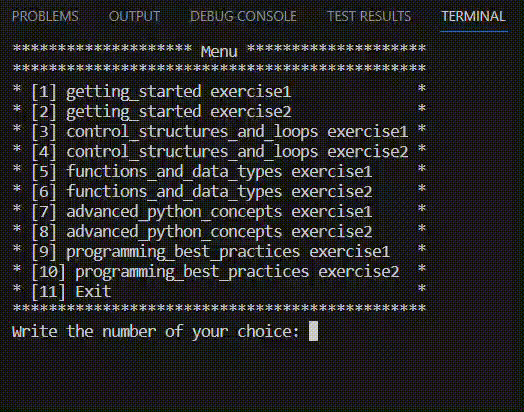 PROBLEMS OUTPUT DEBUG CONSOLE TEST RESULTS TERMINAL
******************** Menu ********************
**********************************************
* [1] getting_started exercise1              *
* [2] getting_started exercise2              *
* [3] control_structures_and_loops exercise1 *
* [4] control_structures_and_loops exercise2 *
* [5] functions_and_data_types exercise1     *
* [6] functions_and_data_types exercise2     *
* [7] advanced_python_concepts exercise1     *
* [8] advanced_python_concepts exercise2     *
* [9] programming_best_practices exercise1   *
* [10] programming_best_practices exercise2  *
* [11] Exit                                  *
**********************************************
Write the number of your choice: